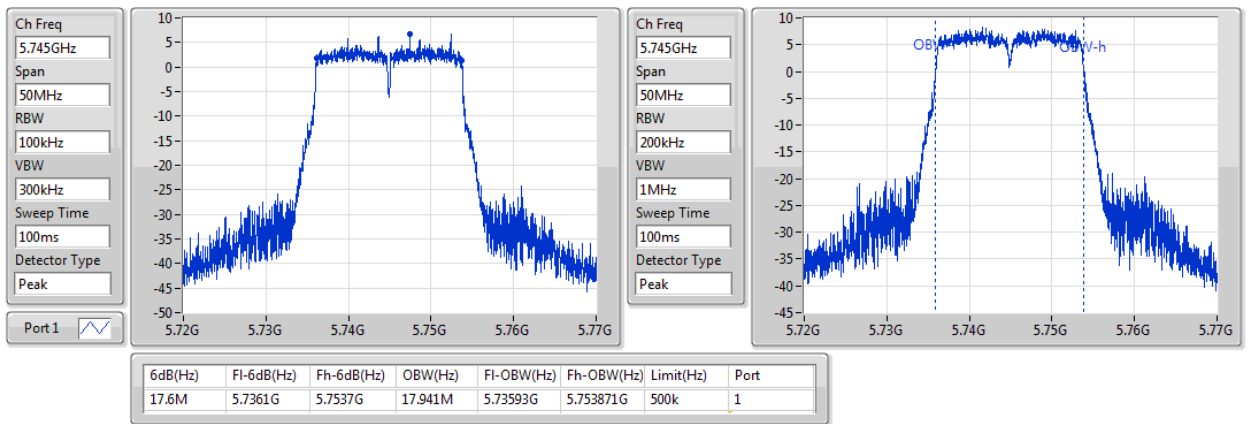 Ch Freq
5.745GHz
Span
50MHz
RBW
100kHz
VBW
300kHz
Sweep Time
100ms
Detector Type
Peak
Port 1
10
5
0
-5
-10
-15
-20
-25
-30
-35
-40
-45
-50
5.72G 5.73G 5.74G 5.75G 5.76G 5.77G
Ch Freq
5.745GHz
Span
50MHz
RBW
200kHz
VBW
1MHz
Sweep Time
100ms
Detector Type
Peak
10
5
0
-5
-10
-15
-20
-25
-30
-35
-40
-45
OBW-h
5.72G 5.73G 5.74G 5.75G 5.76G 5.77G
6dB(Hz) Fl-6dB(Hz) Fh-6dB(Hz) OBW(Hz) Fl-OBW(Hz) Fh-OBW(Hz) Limit(Hz) Port
17.6M 5.7361G 5.7537G 17.941M 5.73593G 5.753871G 500k 1